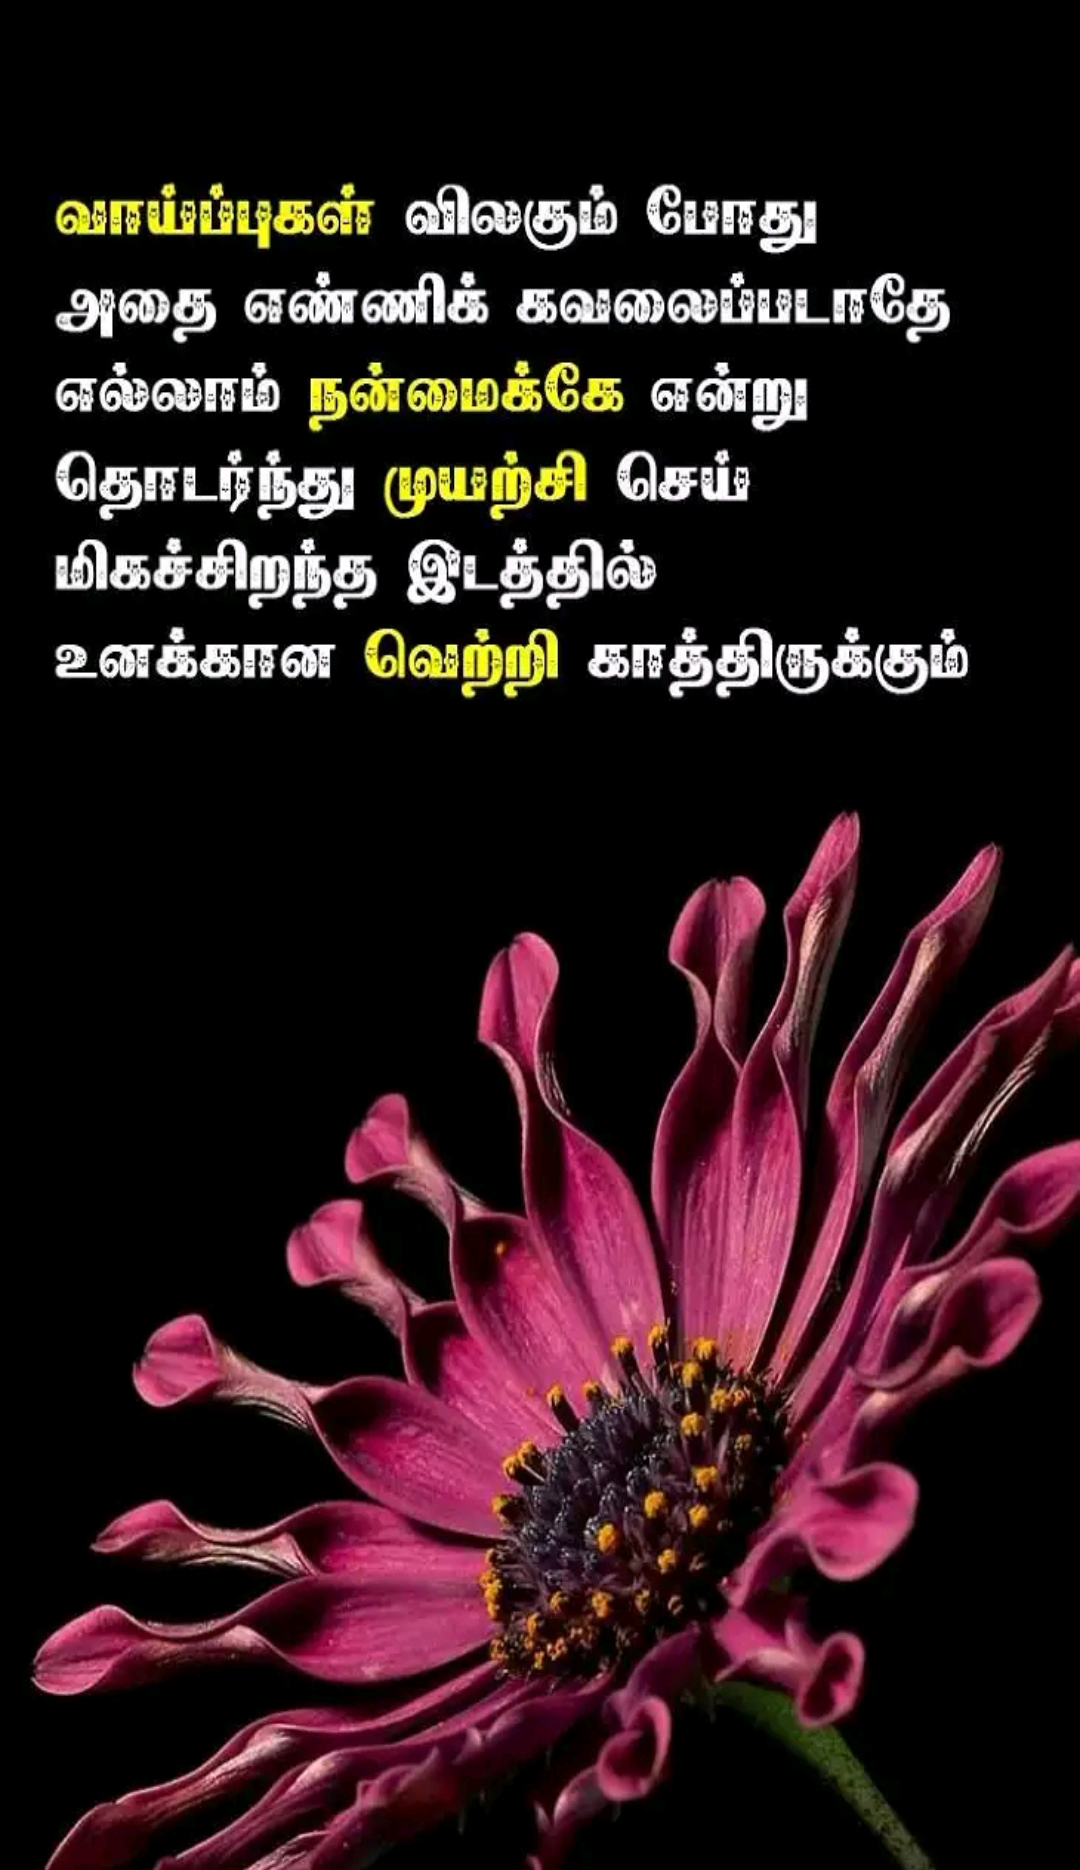 வாய்ப்புகள் விலகும் போது
அதை எண்ணிக் கவலைப்படாதே
எல்லாம் நன்மைக்கே என்று
தொடர்ந்து முயற்சி செய்
மிகச்சிறந்த இடத்தில்
உனக்கான வெற்றி காத்திருக்கும்